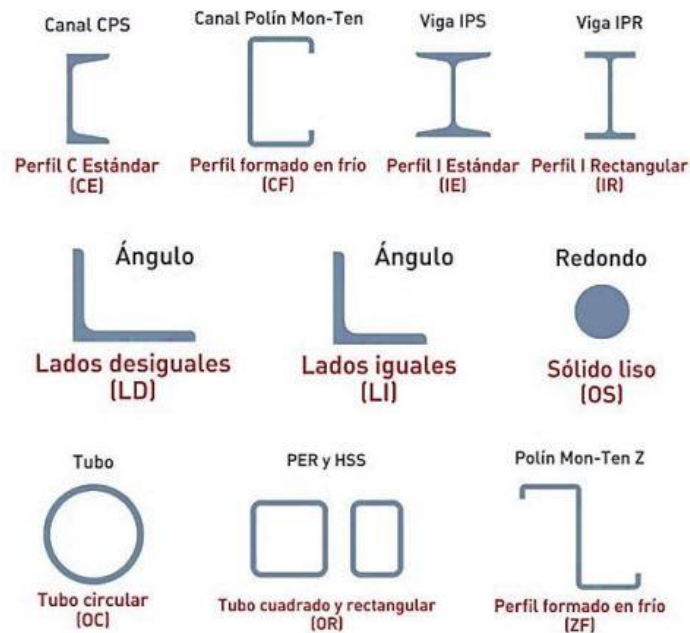 Canal CPS
Canal Polín Mon-Ten
Viga IPS
Viga IPR
Perfil C Estándar
(CE)
Perfil formado en frío
(CF)
Perfil I Estándar
(IE)
Perfil I Rectangular
(IR)
Ángulo
Lados desiguales
(LD)
Ángulo
Lados iguales
(LI)
Redondo
Sólido liso
(OS)
Tubo
PER y HSS
Polín Mon-Ten Z
Tubo circular
(OC)
Tubo cuadrado y rectangular
(OR)
Perfil formado en frío
(ZF)